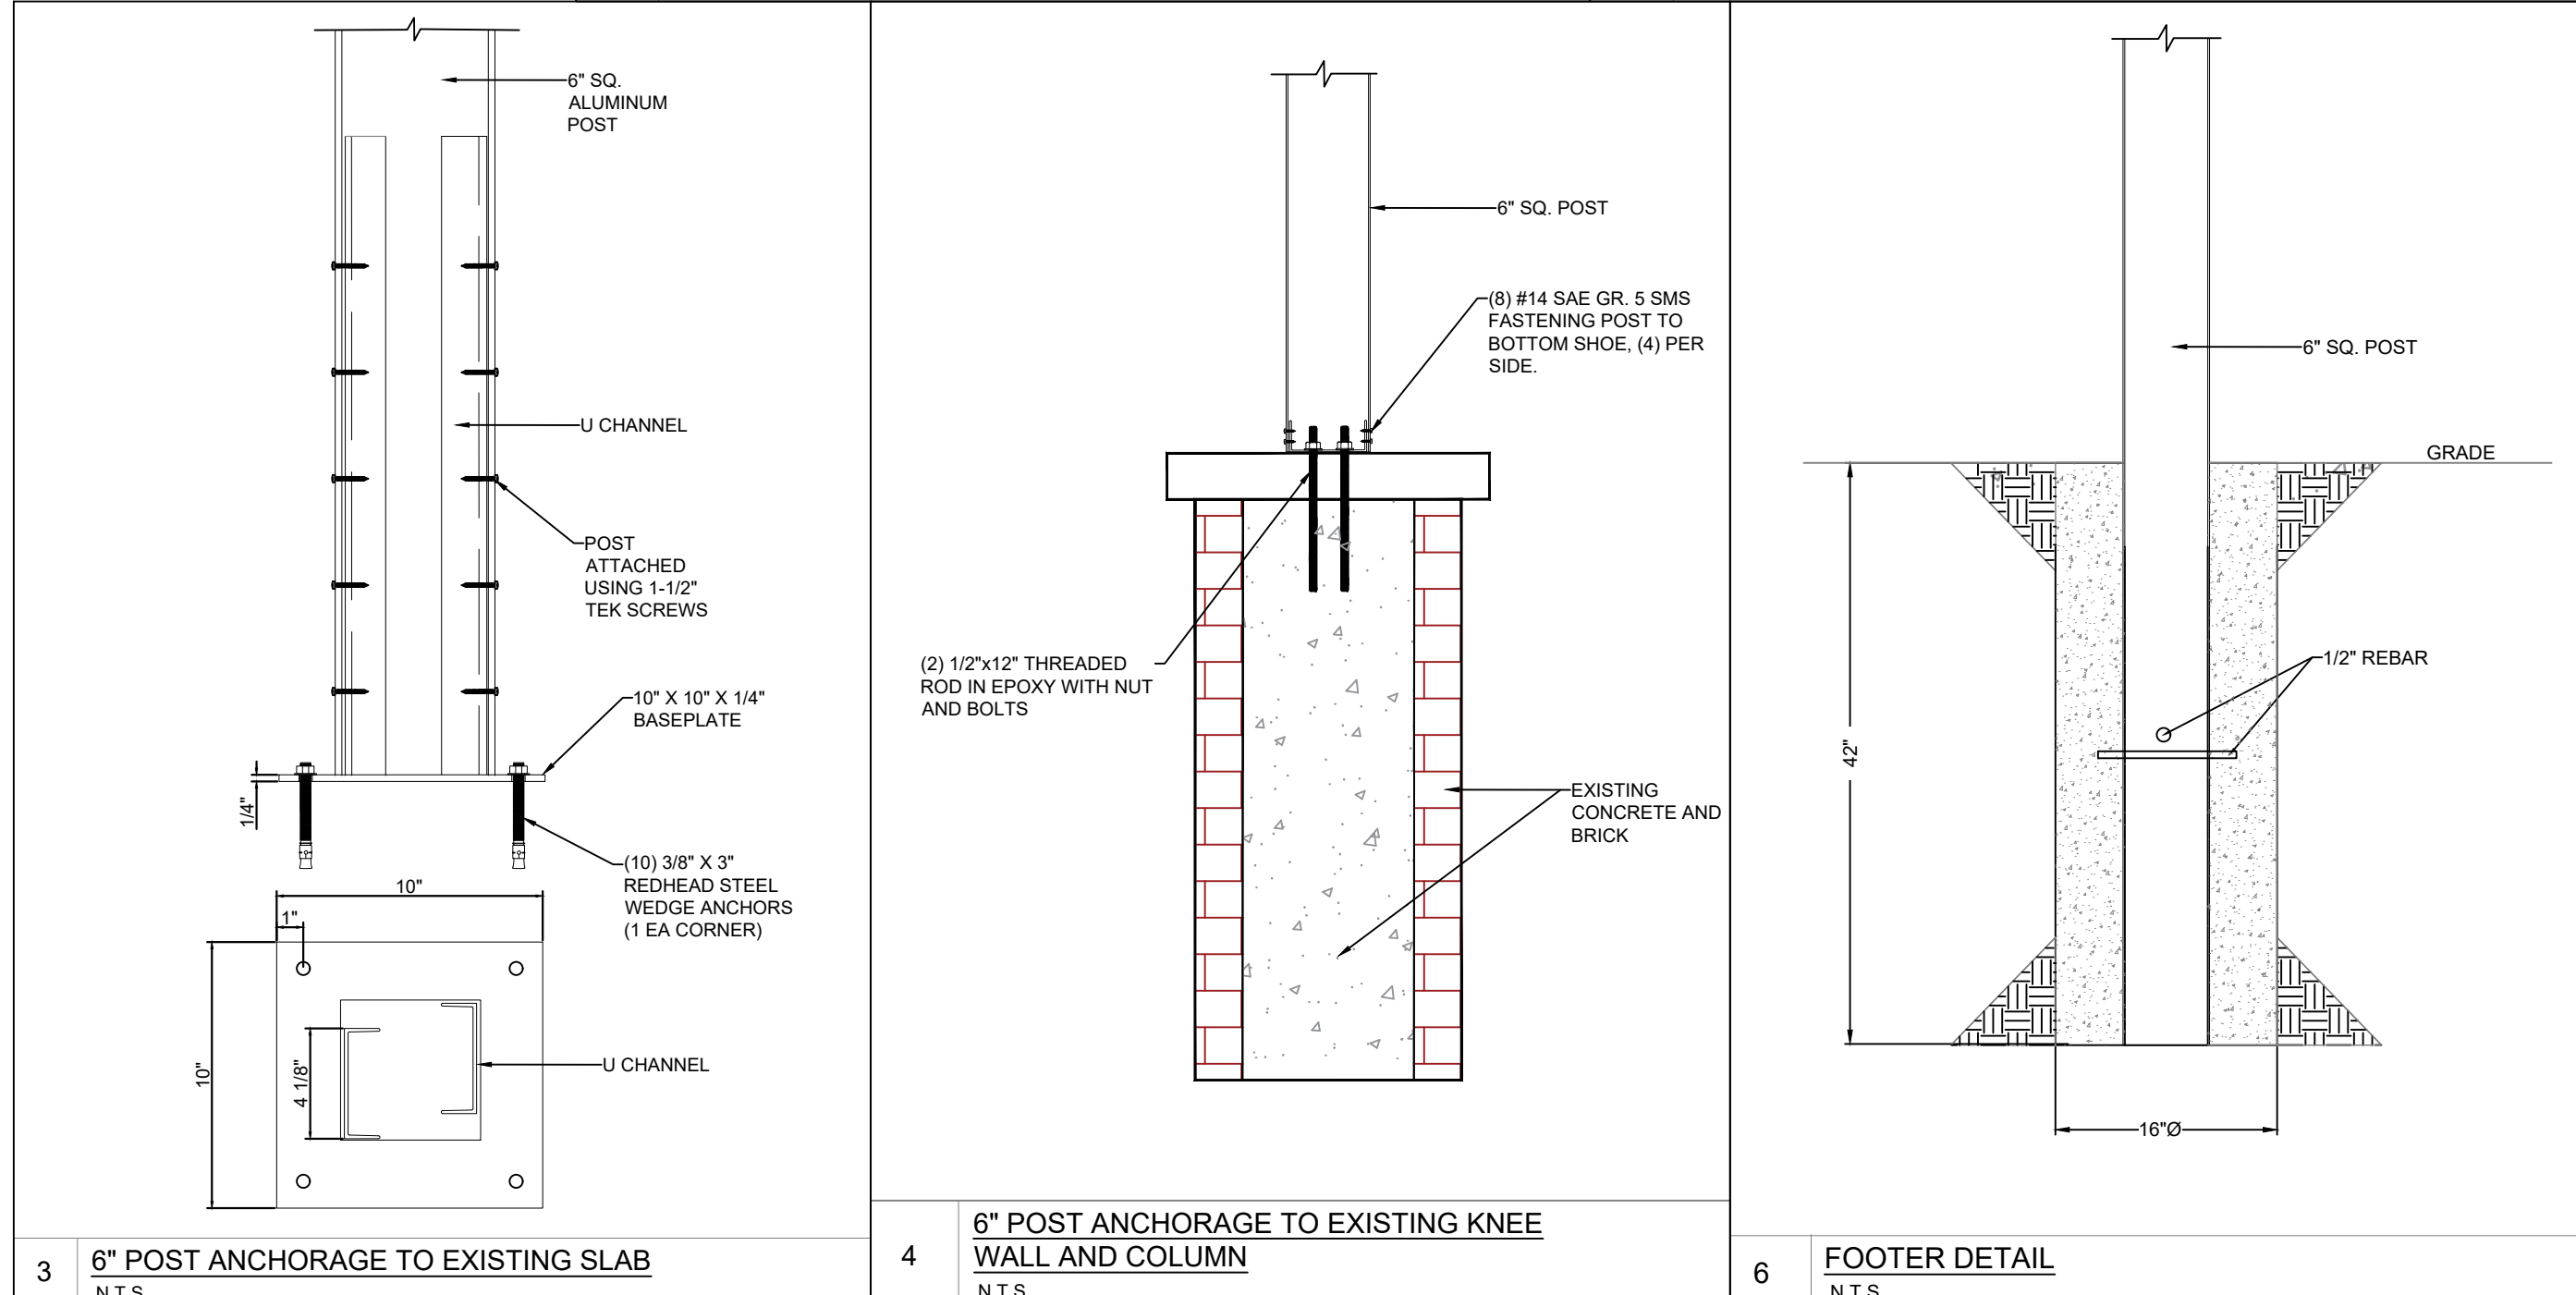 6" SQ.
ALUMINUM
POST
U CHANNEL
POST
ATTACHED
USING 1-1/2"
TEK SCREWS
10" X 10" X 1/4"
BASEPLATE
1/4"
(10) 3/8" X 3"
REDHEAD STEEL
WEDGE ANCHORS
(1 EA CORNER)
10"
1"
10"
4 1/8"
U CHANNEL
3
6" POST ANCHORAGE TO EXISTING SLAB
N.T.S.
6" SQ. POST
(8) #14 SAE GR. 5 SMS
FASTENING POST TO
BOTTOM SHOE, (4) PER
SIDE.
(2) 1/2"x12" THREADED
ROD IN EPOXY WITH NUT
AND BOLTS
EXISTING
CONCRETE AND
BRICK
4
6" POST ANCHORAGE TO EXISTING KNEE
WALL AND COLUMN
N.T.S.
6" SQ. POST
GRADE
1/2" REBAR
42"
16"Ø
6
FOOTER DETAIL
N.T.S.